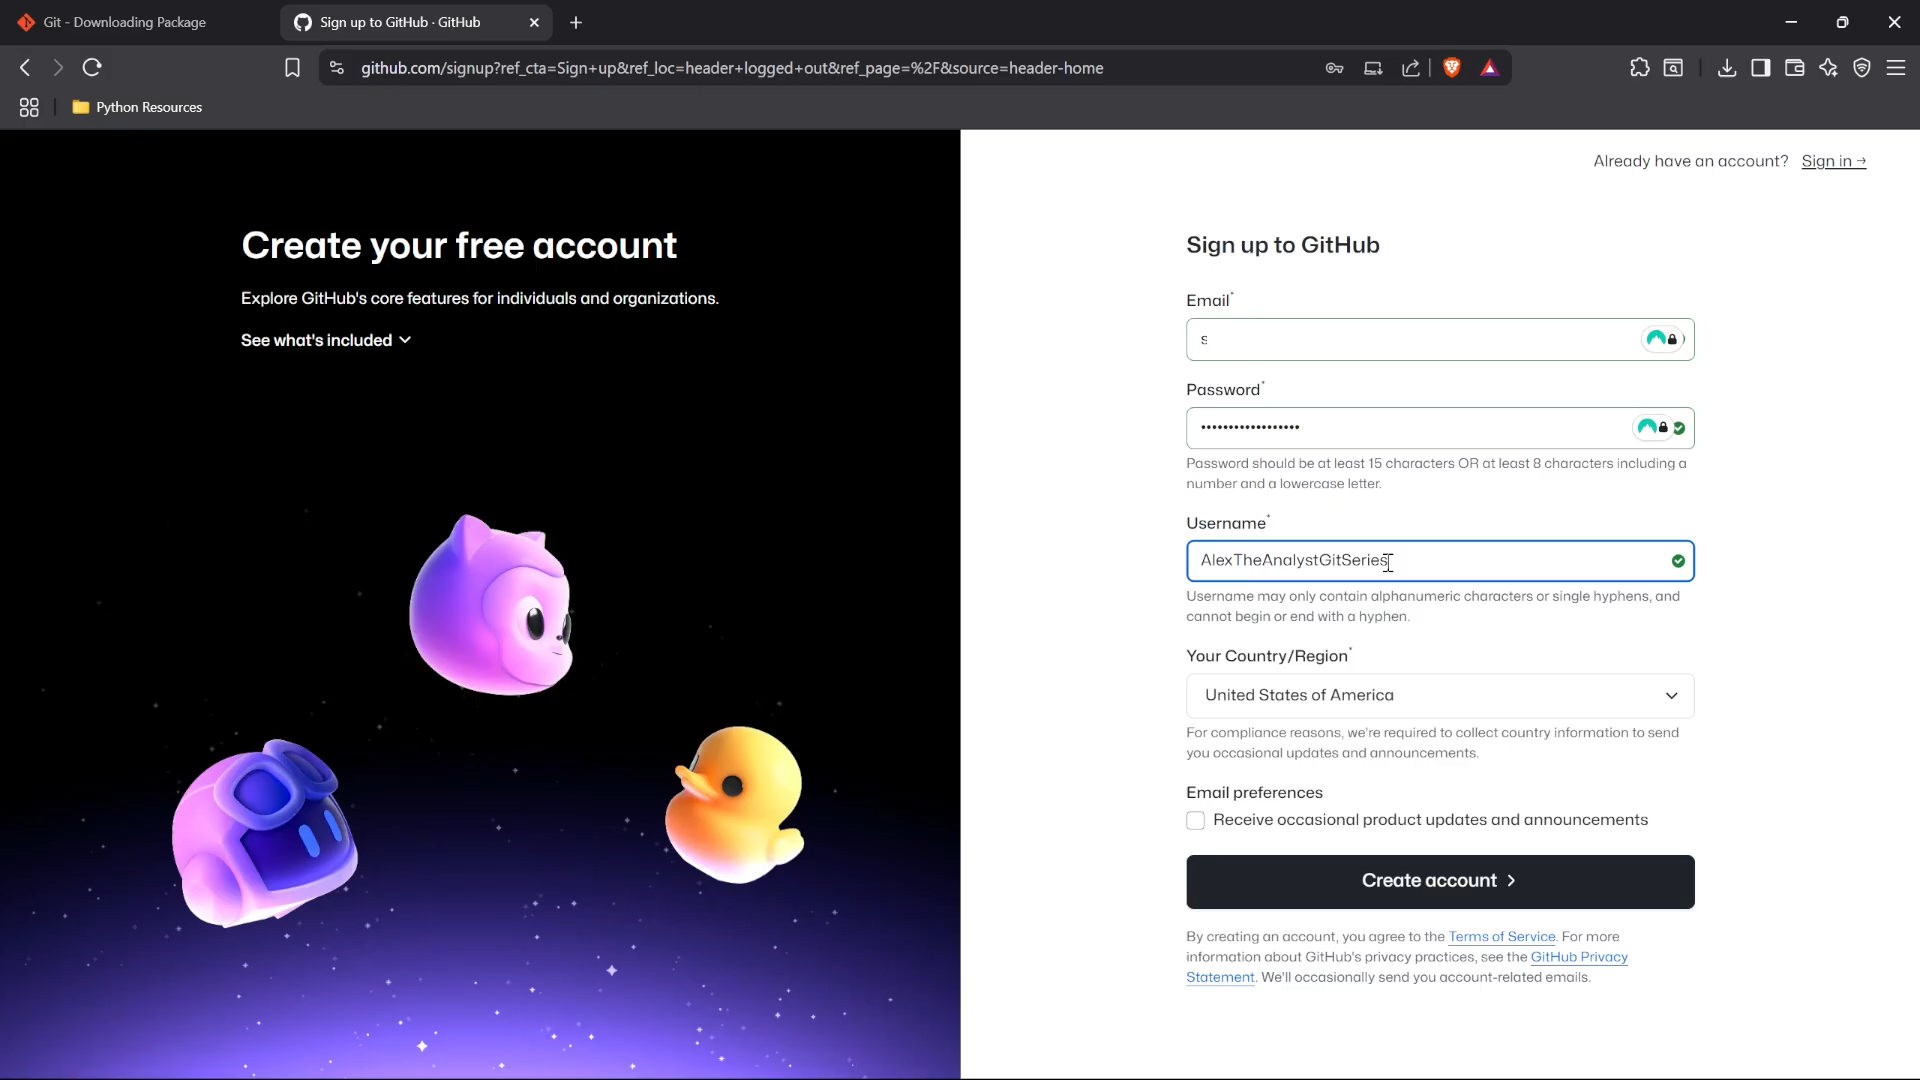 Git - Downloading Package
Sign up to GitHub · GitHub
github.com/signup?ref_cta=Sign+up&ref_loc=header+logged+out&ref_page=%2F&source=header-home
Python Resources
Already have an account? Sign in →
Create your free account
Explore GitHub's core features for individuals and organizations.
See what's included
Sign up to GitHub
Email*
s
Password*
••••••••••••••••••
Password should be at least 15 characters OR at least 8 characters including a
number and a lowercase letter.
Username*
AlexTheAnalystGitSeries
Username may only contain alphanumeric characters or single hyphens, and
cannot begin or end with a hyphen.
Your Country/Region*
United States of America
For compliance reasons, we're required to collect country information to send
you occasional updates and announcements.
Email preferences
Receive occasional product updates and announcements
Create account >
By creating an account, you agree to the Terms of Service. For more
information about GitHub's privacy practices, see the GitHub Privacy
Statement. We'll occasionally send you account-related emails.